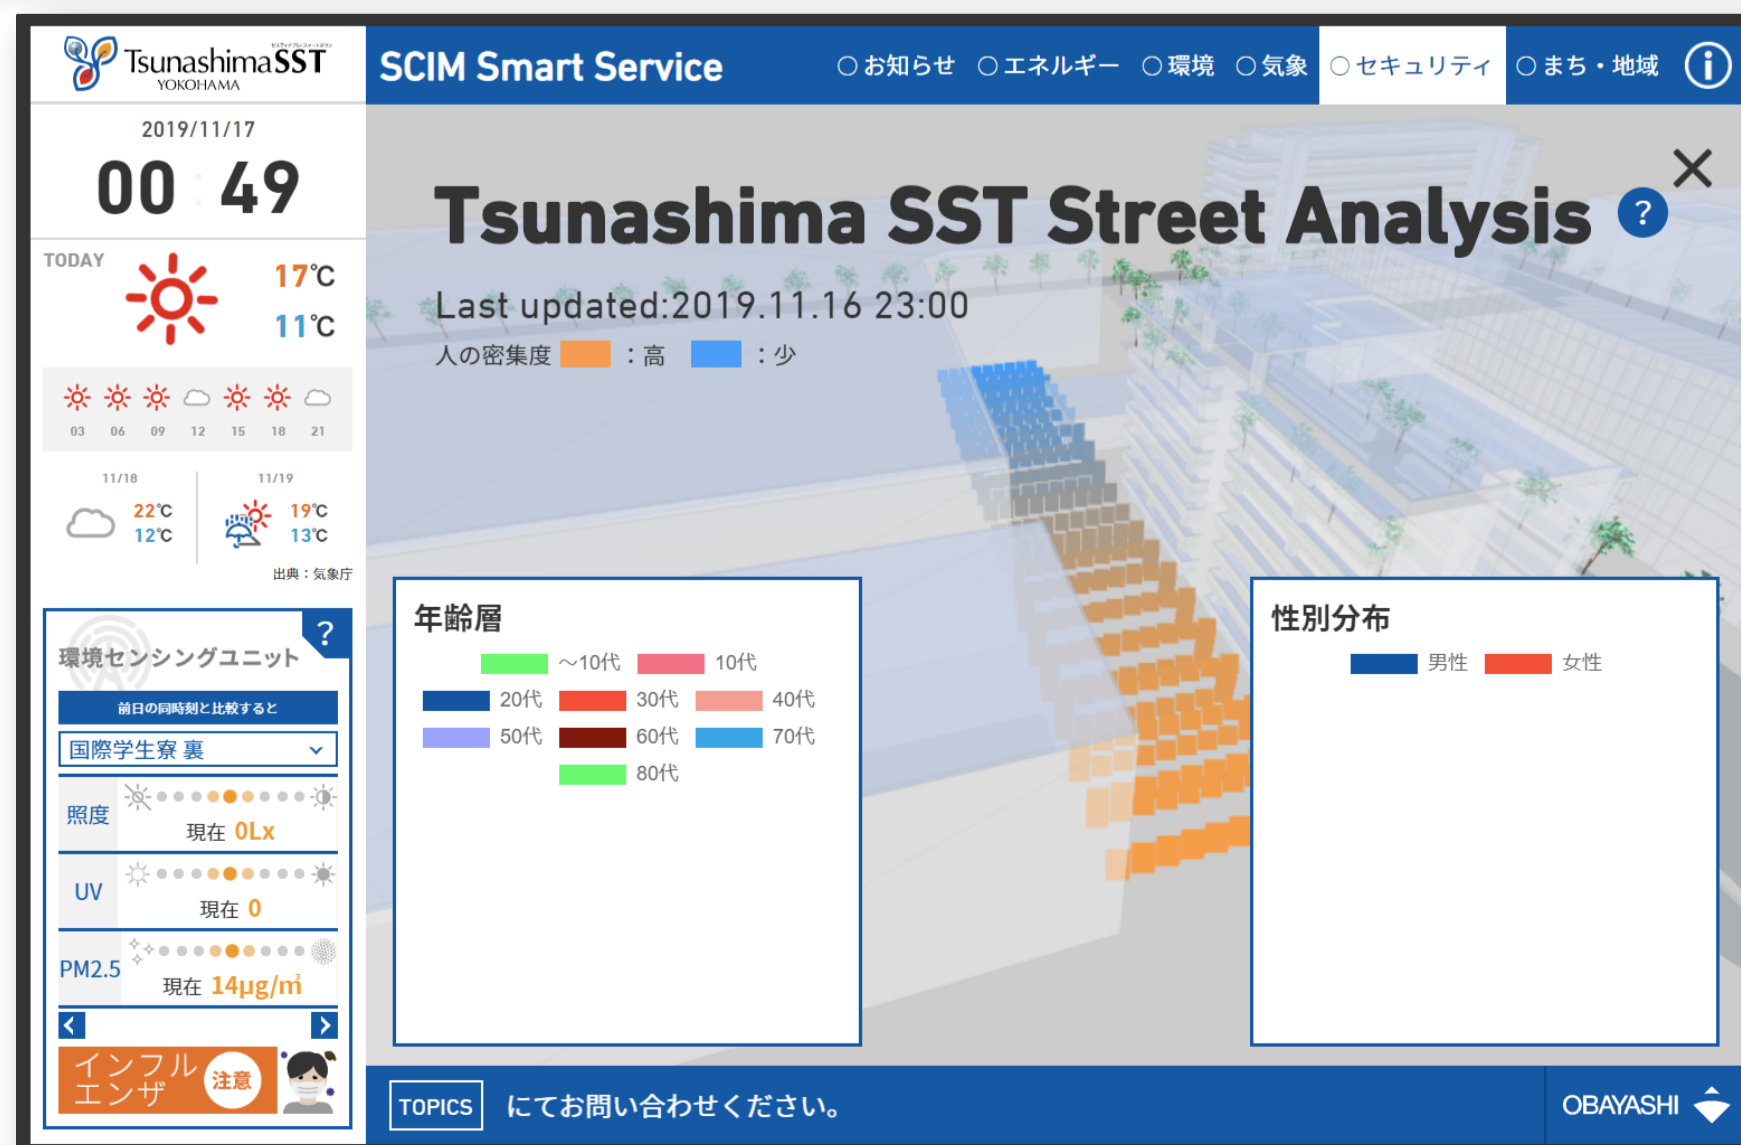 TsunashimaSST
YOKOHAMA
SCIM Smart Service
お知らせ
エネルギー
環境
気象
セキュリティ
まち・地域
2019/11/17
00:49
TODAY
17℃
11℃
03 06 09 12 15 18 21
11/18
22℃
12℃
11/19
19℃
13℃
出典：気象庁
?
環境センシングユニット
前日の同時刻と比較すると
国際学生寮 裏
照度
現在 0Lx
UV
現在 0
PM2.5
現在 14μg/㎥
インフル
エンザ
注意
Tsunashima SST Street Analysis ?
Last updated:2019.11.16 23:00
人の密集度 ：高 ：少
年齢層
～10代 10代
20代 30代 40代
50代 60代 70代
80代
性別分布
男性 女性
TOPICS にてお問い合わせください。
OBAYASHI